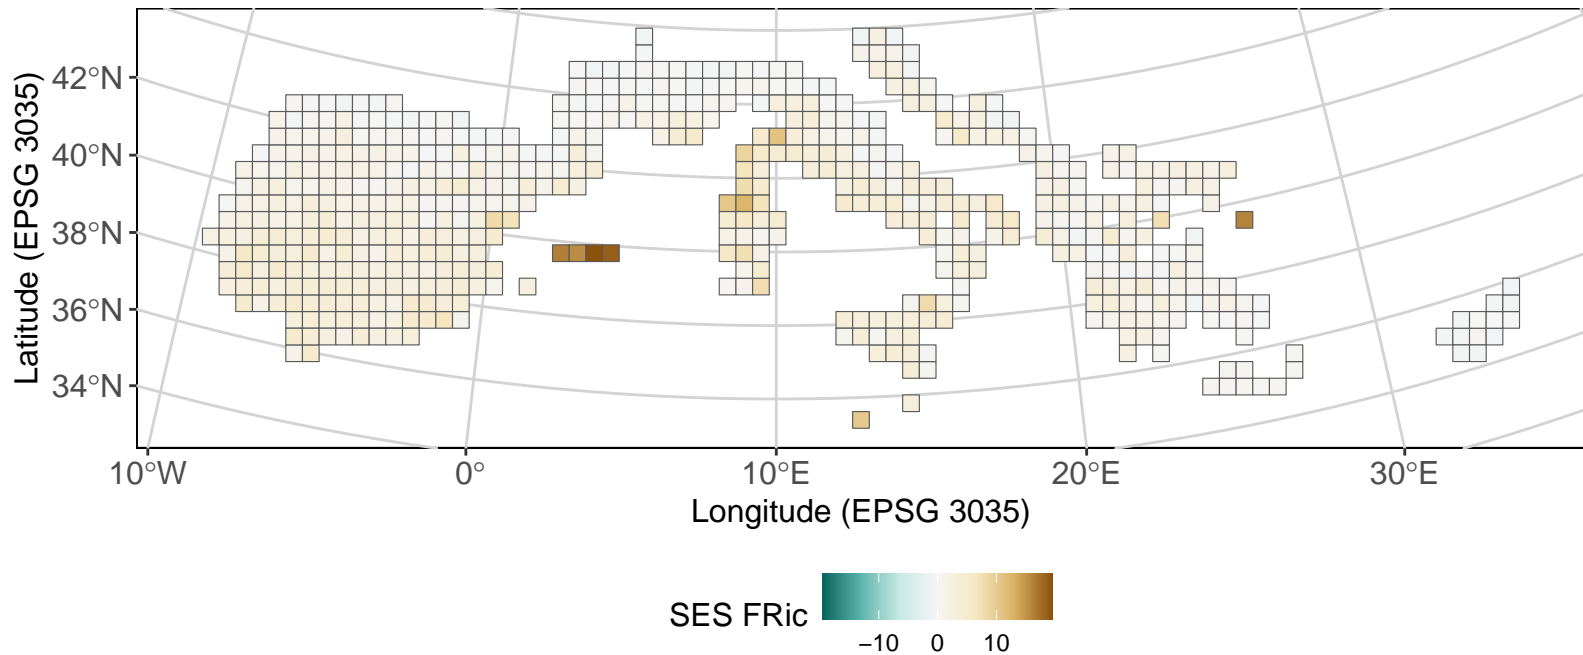 Latitude (EPSG 3035)
42°N
40°N
38°N
36°N
34°N
10°W 0° 10°E 20°E 30°E
Longitude (EPSG 3035)
SES FRic
−10 0 10